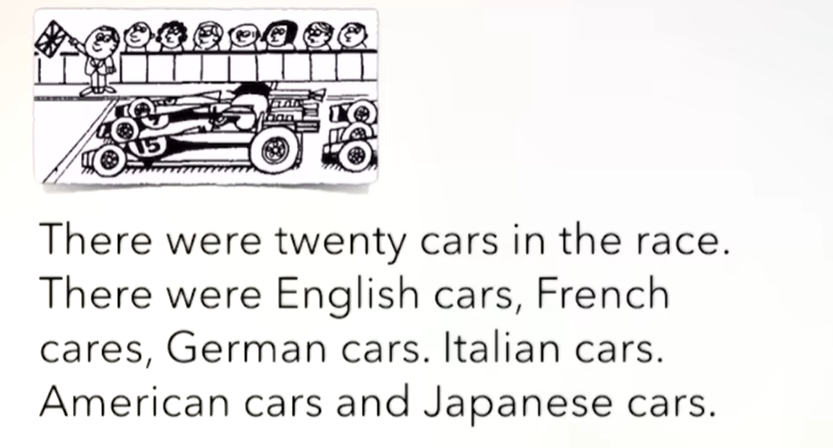 15
There were twenty cars in the race.
There were English cars, French
cares, German cars. Italian cars.
American cars and Japanese cars.